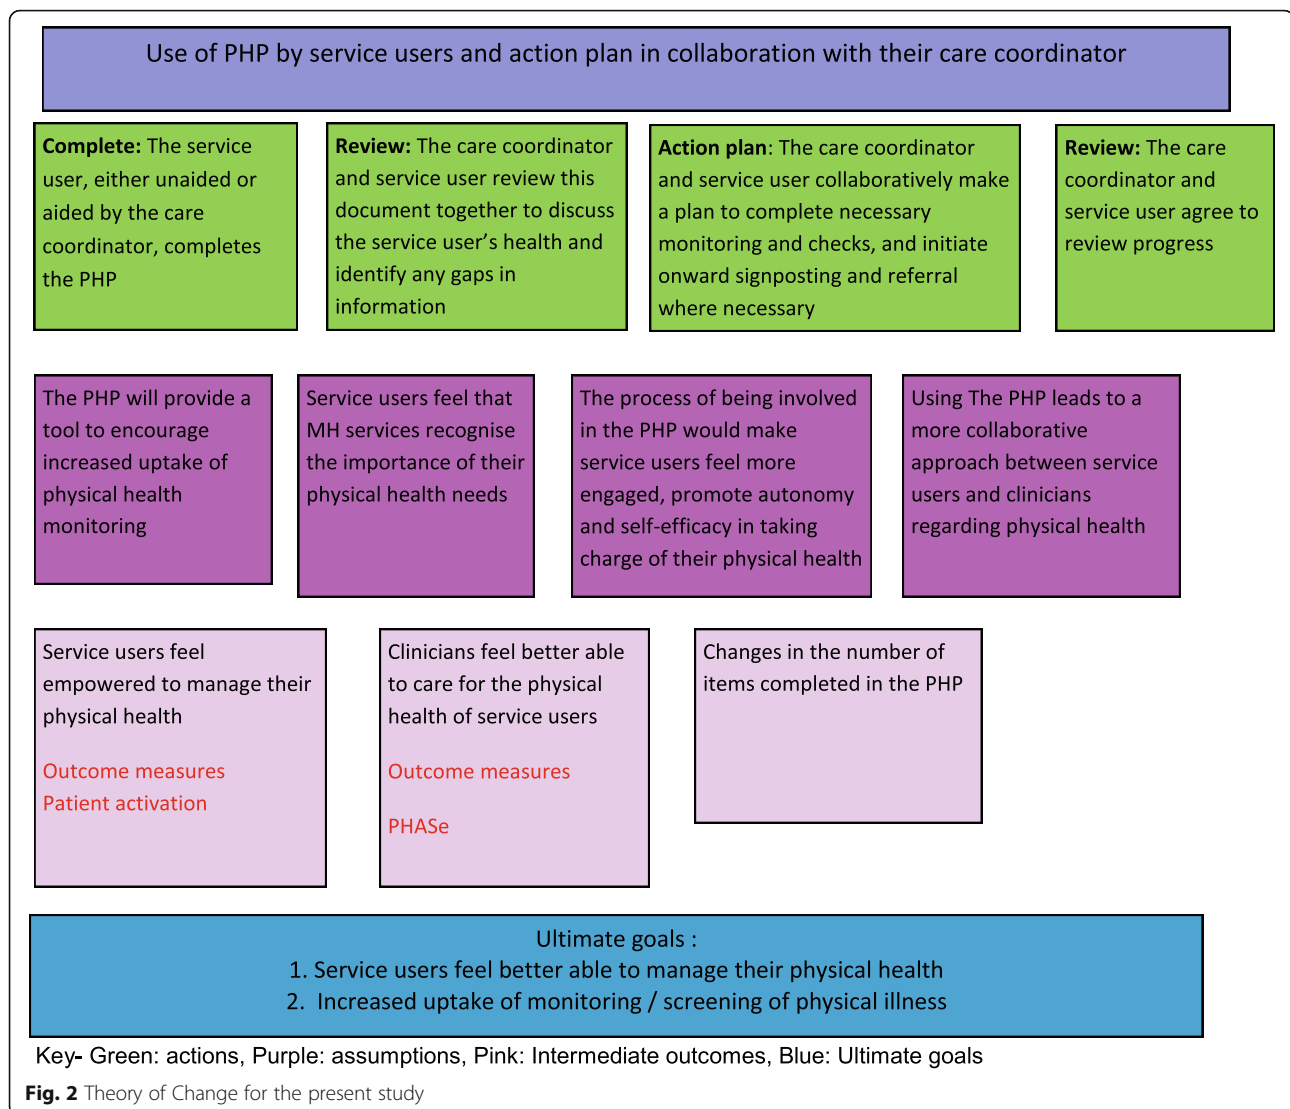 Use of PHP by service users and action plan in collaboration with their care coordinator
Complete: The service
user, either unaided or
aided by the care
coordinator, completes
the PHP
Review: The care coordinator
and service user review this
document together to discuss
the service user’s health and
identify any gaps in
information
Action plan: The care coordinator
and service user collaboratively make
a plan to complete necessary
monitoring and checks, and initiate
onward signposting and referral
where necessary
Review: The care
coordinator and
service user agree to
review progress
The PHP will provide a
tool to encourage
increased uptake of
physical health
monitoring
Service users feel that
MH services recognise
the importance of their
physical health needs
The process of being involved
in the PHP would make
service users feel more
engaged, promote autonomy
and self-efficacy in taking
charge of their physical health
Using The PHP leads to a
more collaborative
approach between service
users and clinicians
regarding physical health
Service users feel
empowered to manage their
physical health
Outcome measures
Patient activation
Clinicians feel better able
to care for the physical
health of service users
Outcome measures
PHASe
Changes in the number of
items completed in the PHP
Ultimate goals :
1. Service users feel better able to manage their physical health
2. Increased uptake of monitoring / screening of physical illness
Key- Green: actions, Purple: assumptions, Pink: Intermediate outcomes, Blue: Ultimate goals
Fig. 2 Theory of Change for the present study